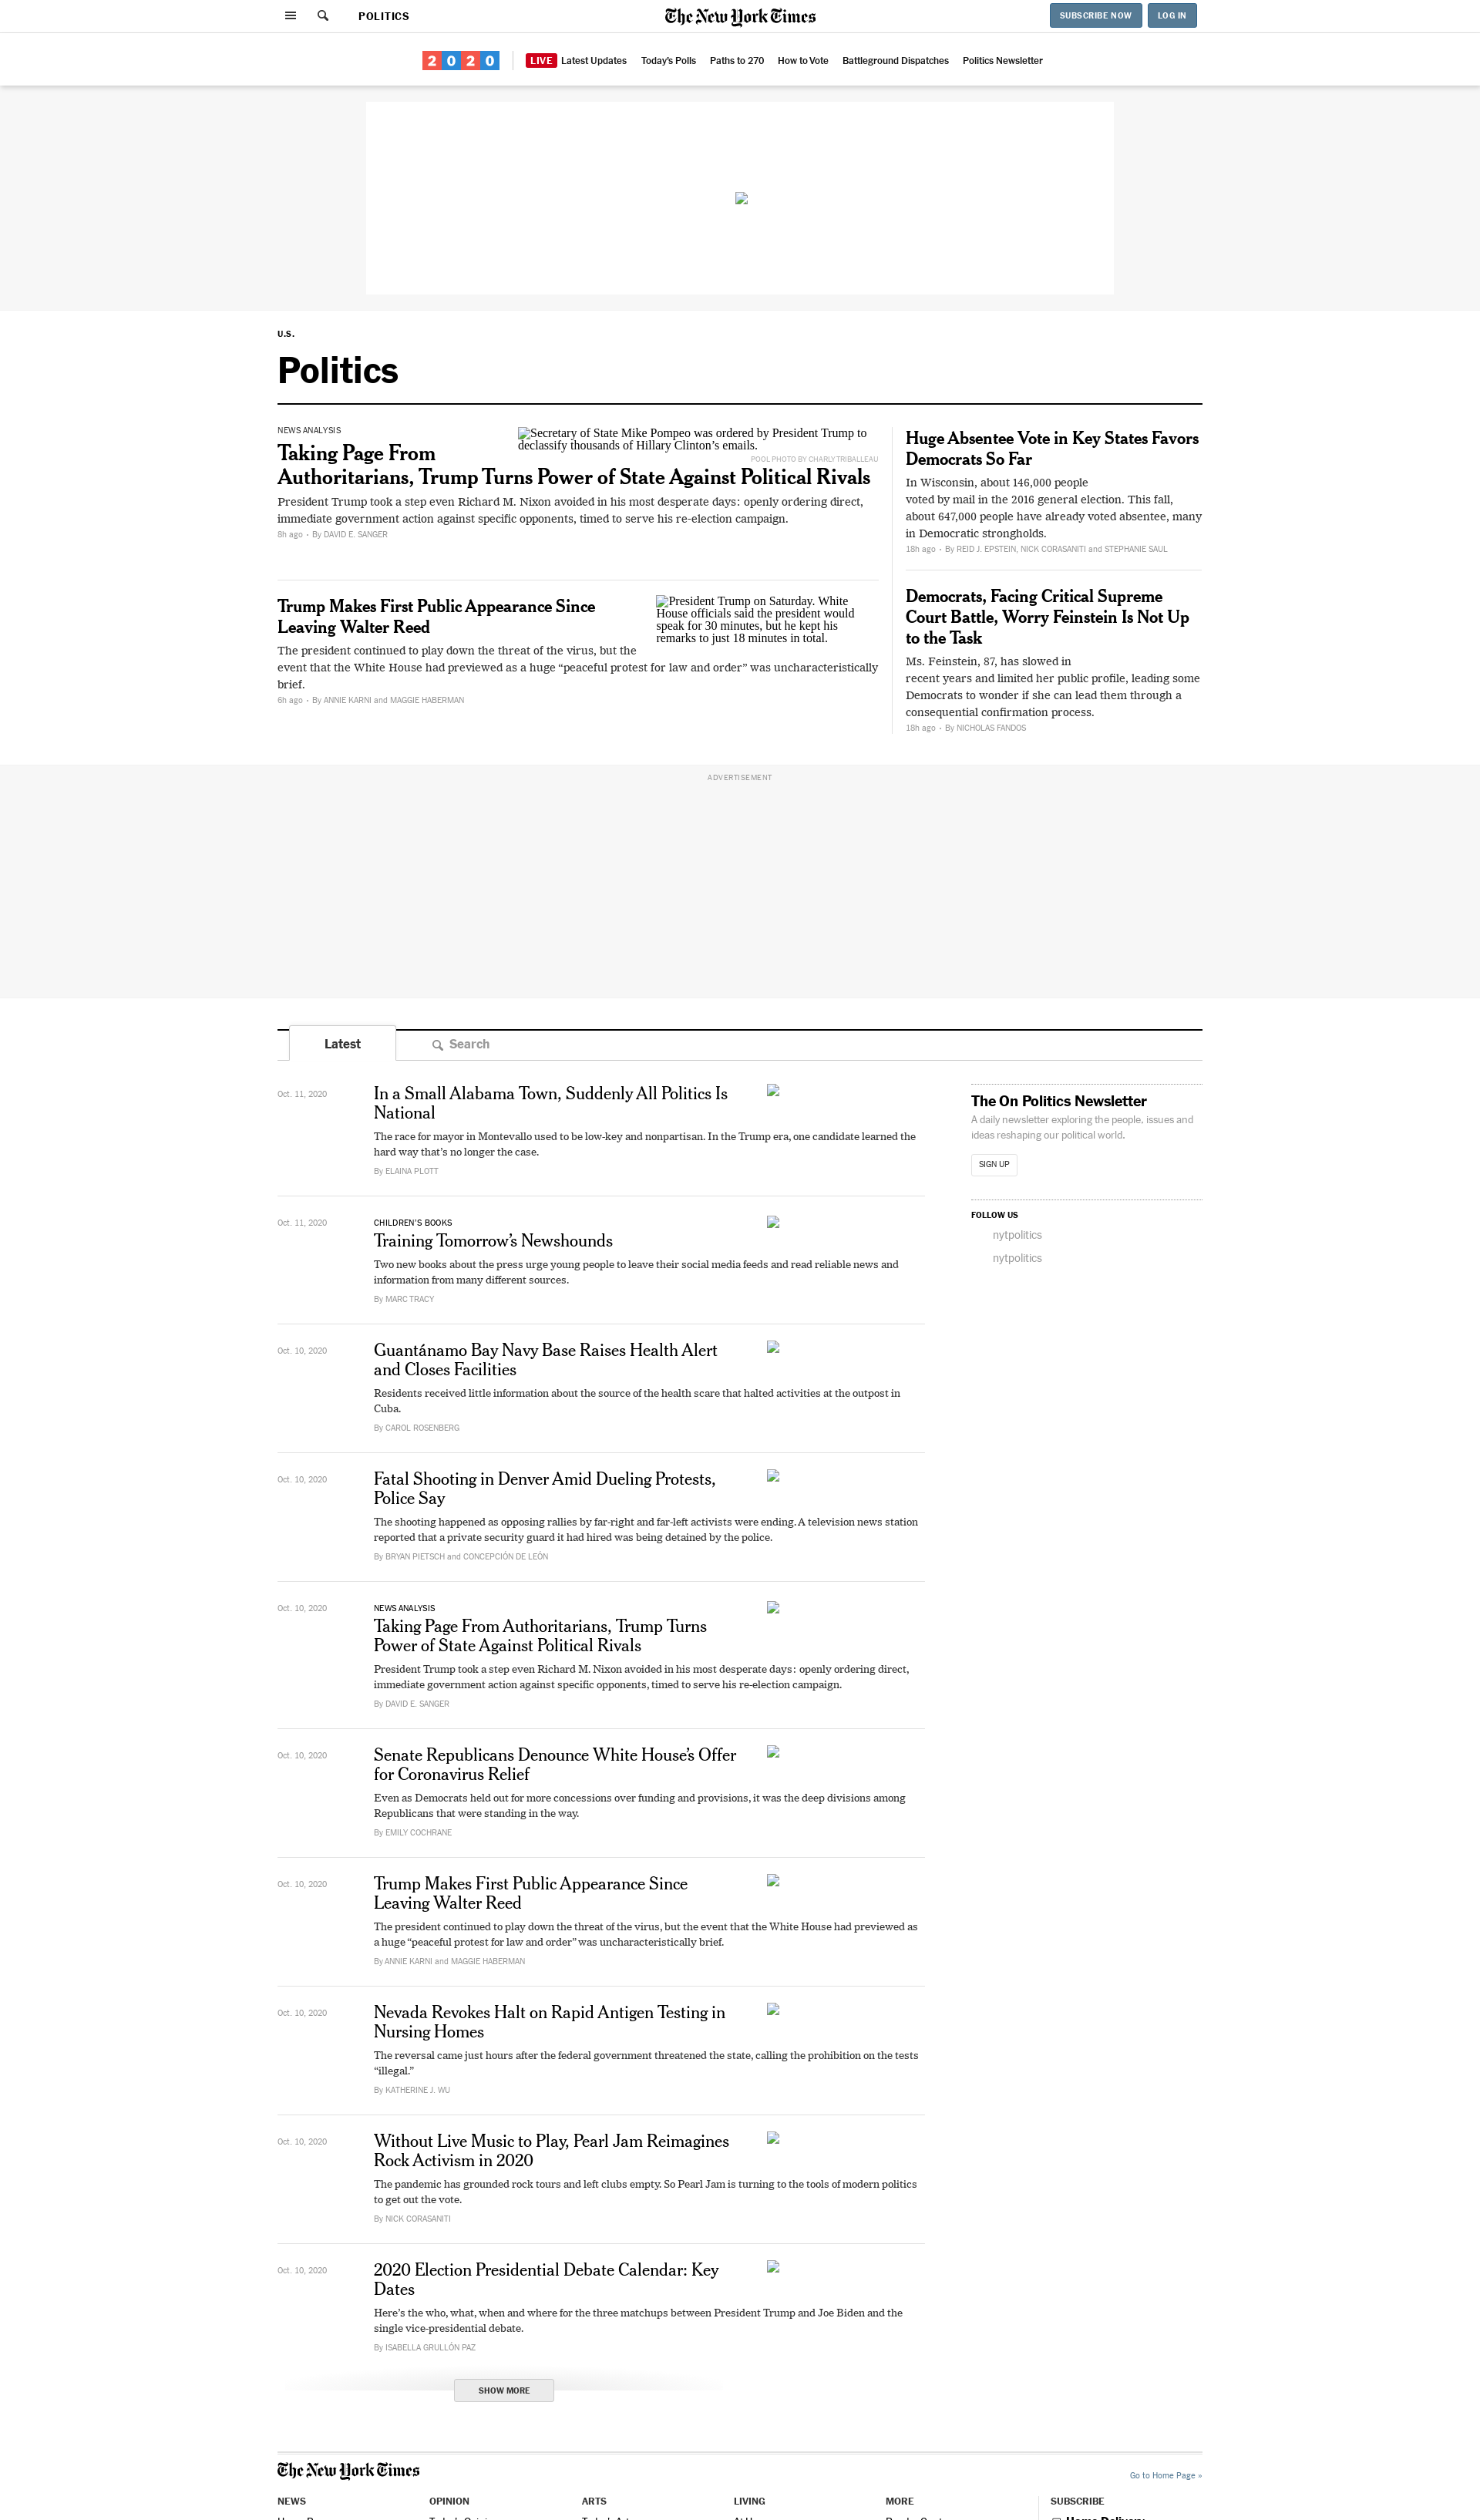 POLITICS
The New York Times
SUBSCRIBE NOW
LOG IN
2020
LIVE Latest Updates
Today's Polls
Paths to 270
How to Vote
Battleground Dispatches
Politics Newsletter
U.S.
Politics
NEWS ANALYSIS
Secretary of State Mike Pompeo was ordered by President Trump to
declassify thousands of Hillary Clinton’s emails.
POOL PHOTO BY CHARLY TRIBALLEAU
Taking Page From
Authoritarians, Trump Turns Power of State Against Political Rivals
President Trump took a step even Richard M. Nixon avoided in his most desperate days: openly ordering direct,
immediate government action against specific opponents, timed to serve his re-election campaign.
8h ago • By DAVID E. SANGER
Trump Makes First Public Appearance Since
Leaving Walter Reed
President Trump on Saturday. White
House officials said the president would
speak for 30 minutes, but he kept his
remarks to just 18 minutes in total.
The president continued to play down the threat of the virus, but the
event that the White House had previewed as a huge “peaceful protest for law and order” was uncharacteristically
brief.
6h ago • By ANNIE KARNI and MAGGIE HABERMAN
Huge Absentee Vote in Key States Favors
Democrats So Far
In Wisconsin, about 146,000 people
voted by mail in the 2016 general election. This fall,
about 647,000 people have already voted absentee, many
in Democratic strongholds.
18h ago • By REID J. EPSTEIN, NICK CORASANITI and STEPHANIE SAUL
Democrats, Facing Critical Supreme
Court Battle, Worry Feinstein Is Not Up
to the Task
Ms. Feinstein, 87, has slowed in
recent years and limited her public profile, leading some
Democrats to wonder if she can lead them through a
consequential confirmation process.
18h ago • By NICHOLAS FANDOS
ADVERTISEMENT
Latest
Search
Oct. 11, 2020
In a Small Alabama Town, Suddenly All Politics Is
National
The race for mayor in Montevallo used to be low-key and nonpartisan. In the Trump era, one candidate learned the
hard way that’s no longer the case.
By ELAINA PLOTT
Oct. 11, 2020
CHILDREN’S BOOKS
Training Tomorrow’s Newshounds
Two new books about the press urge young people to leave their social media feeds and read reliable news and
information from many different sources.
By MARC TRACY
Oct. 10, 2020
Guantánamo Bay Navy Base Raises Health Alert
and Closes Facilities
Residents received little information about the source of the health scare that halted activities at the outpost in
Cuba.
By CAROL ROSENBERG
Oct. 10, 2020
Fatal Shooting in Denver Amid Dueling Protests,
Police Say
The shooting happened as opposing rallies by far-right and far-left activists were ending. A television news station
reported that a private security guard it had hired was being detained by the police.
By BRYAN PIETSCH and CONCEPCIÓN DE LEÓN
Oct. 10, 2020
NEWS ANALYSIS
Taking Page From Authoritarians, Trump Turns
Power of State Against Political Rivals
President Trump took a step even Richard M. Nixon avoided in his most desperate days: openly ordering direct,
immediate government action against specific opponents, timed to serve his re-election campaign.
By DAVID E. SANGER
Oct. 10, 2020
Senate Republicans Denounce White House’s Offer
for Coronavirus Relief
Even as Democrats held out for more concessions over funding and provisions, it was the deep divisions among
Republicans that were standing in the way.
By EMILY COCHRANE
Oct. 10, 2020
Trump Makes First Public Appearance Since
Leaving Walter Reed
The president continued to play down the threat of the virus, but the event that the White House had previewed as
a huge “peaceful protest for law and order” was uncharacteristically brief.
By ANNIE KARNI and MAGGIE HABERMAN
Oct. 10, 2020
Nevada Revokes Halt on Rapid Antigen Testing in
Nursing Homes
The reversal came just hours after the federal government threatened the state, calling the prohibition on the tests
“illegal.”
By KATHERINE J. WU
Oct. 10, 2020
Without Live Music to Play, Pearl Jam Reimagines
Rock Activism in 2020
The pandemic has grounded rock tours and left clubs empty. So Pearl Jam is turning to the tools of modern politics
to get out the vote.
By NICK CORASANITI
Oct. 10, 2020
2020 Election Presidential Debate Calendar: Key
Dates
Here’s the who, what, when and where for the three matchups between President Trump and Joe Biden and the
single vice-presidential debate.
By ISABELLA GRULLÓN PAZ
SHOW MORE
The On Politics Newsletter
A daily newsletter exploring the people, issues and
ideas reshaping our political world.
SIGN UP
FOLLOW US
nytpolitics
nytpolitics
The New York Times
Go to Home Page »
NEWS
OPINION
ARTS
LIVING
MORE
SUBSCRIBE